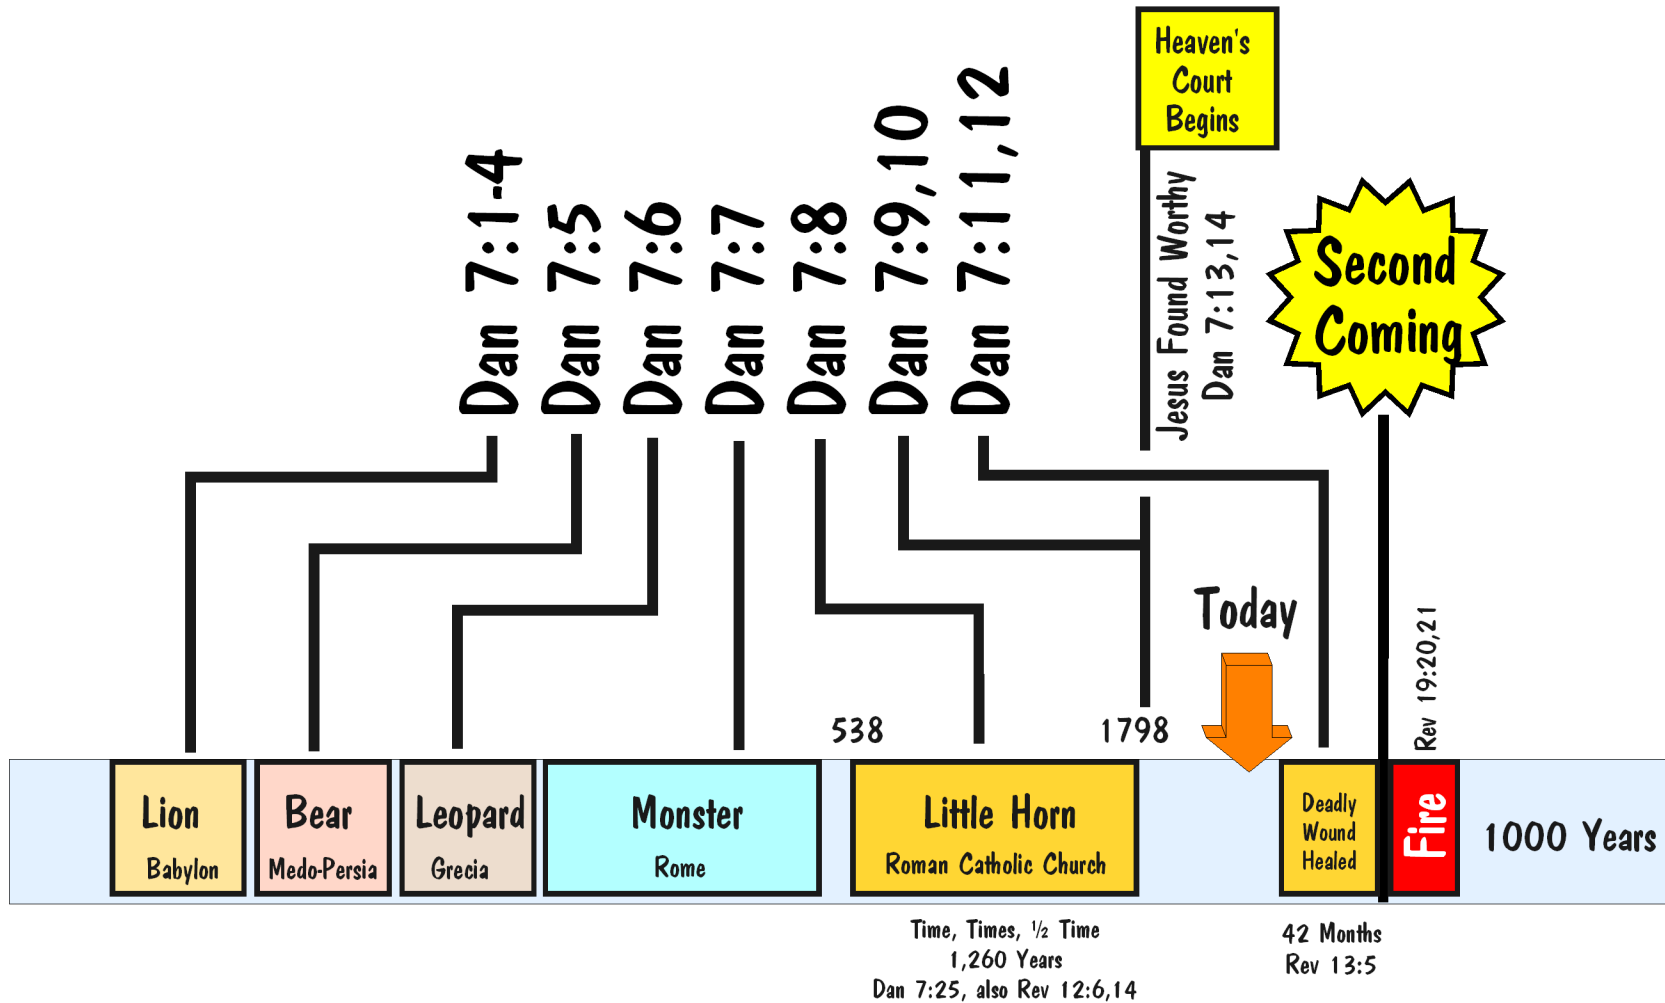 Heaven's
Court
Begins
Dan 7:1-4
Dan 7:5
Dan 7:6
Dan 7:7
Dan 7:8
Dan 7:9,10
Dan 7:11,12
Jesus Found Worthy
Dan 7:13,14
Second
Coming
Today
Rev 19:20,21
538
1798
Lion
Babylon
Bear
Medo-Persia
Leopard
Grecia
Monster
Rome
Little Horn
Roman Catholic Church
Deadly
Wound
Healed
Fire
1000 Years
Time, Times, ½ Time
1,260 Years
Dan 7:25, also Rev 12:6,14
42 Months
Rev 13:5